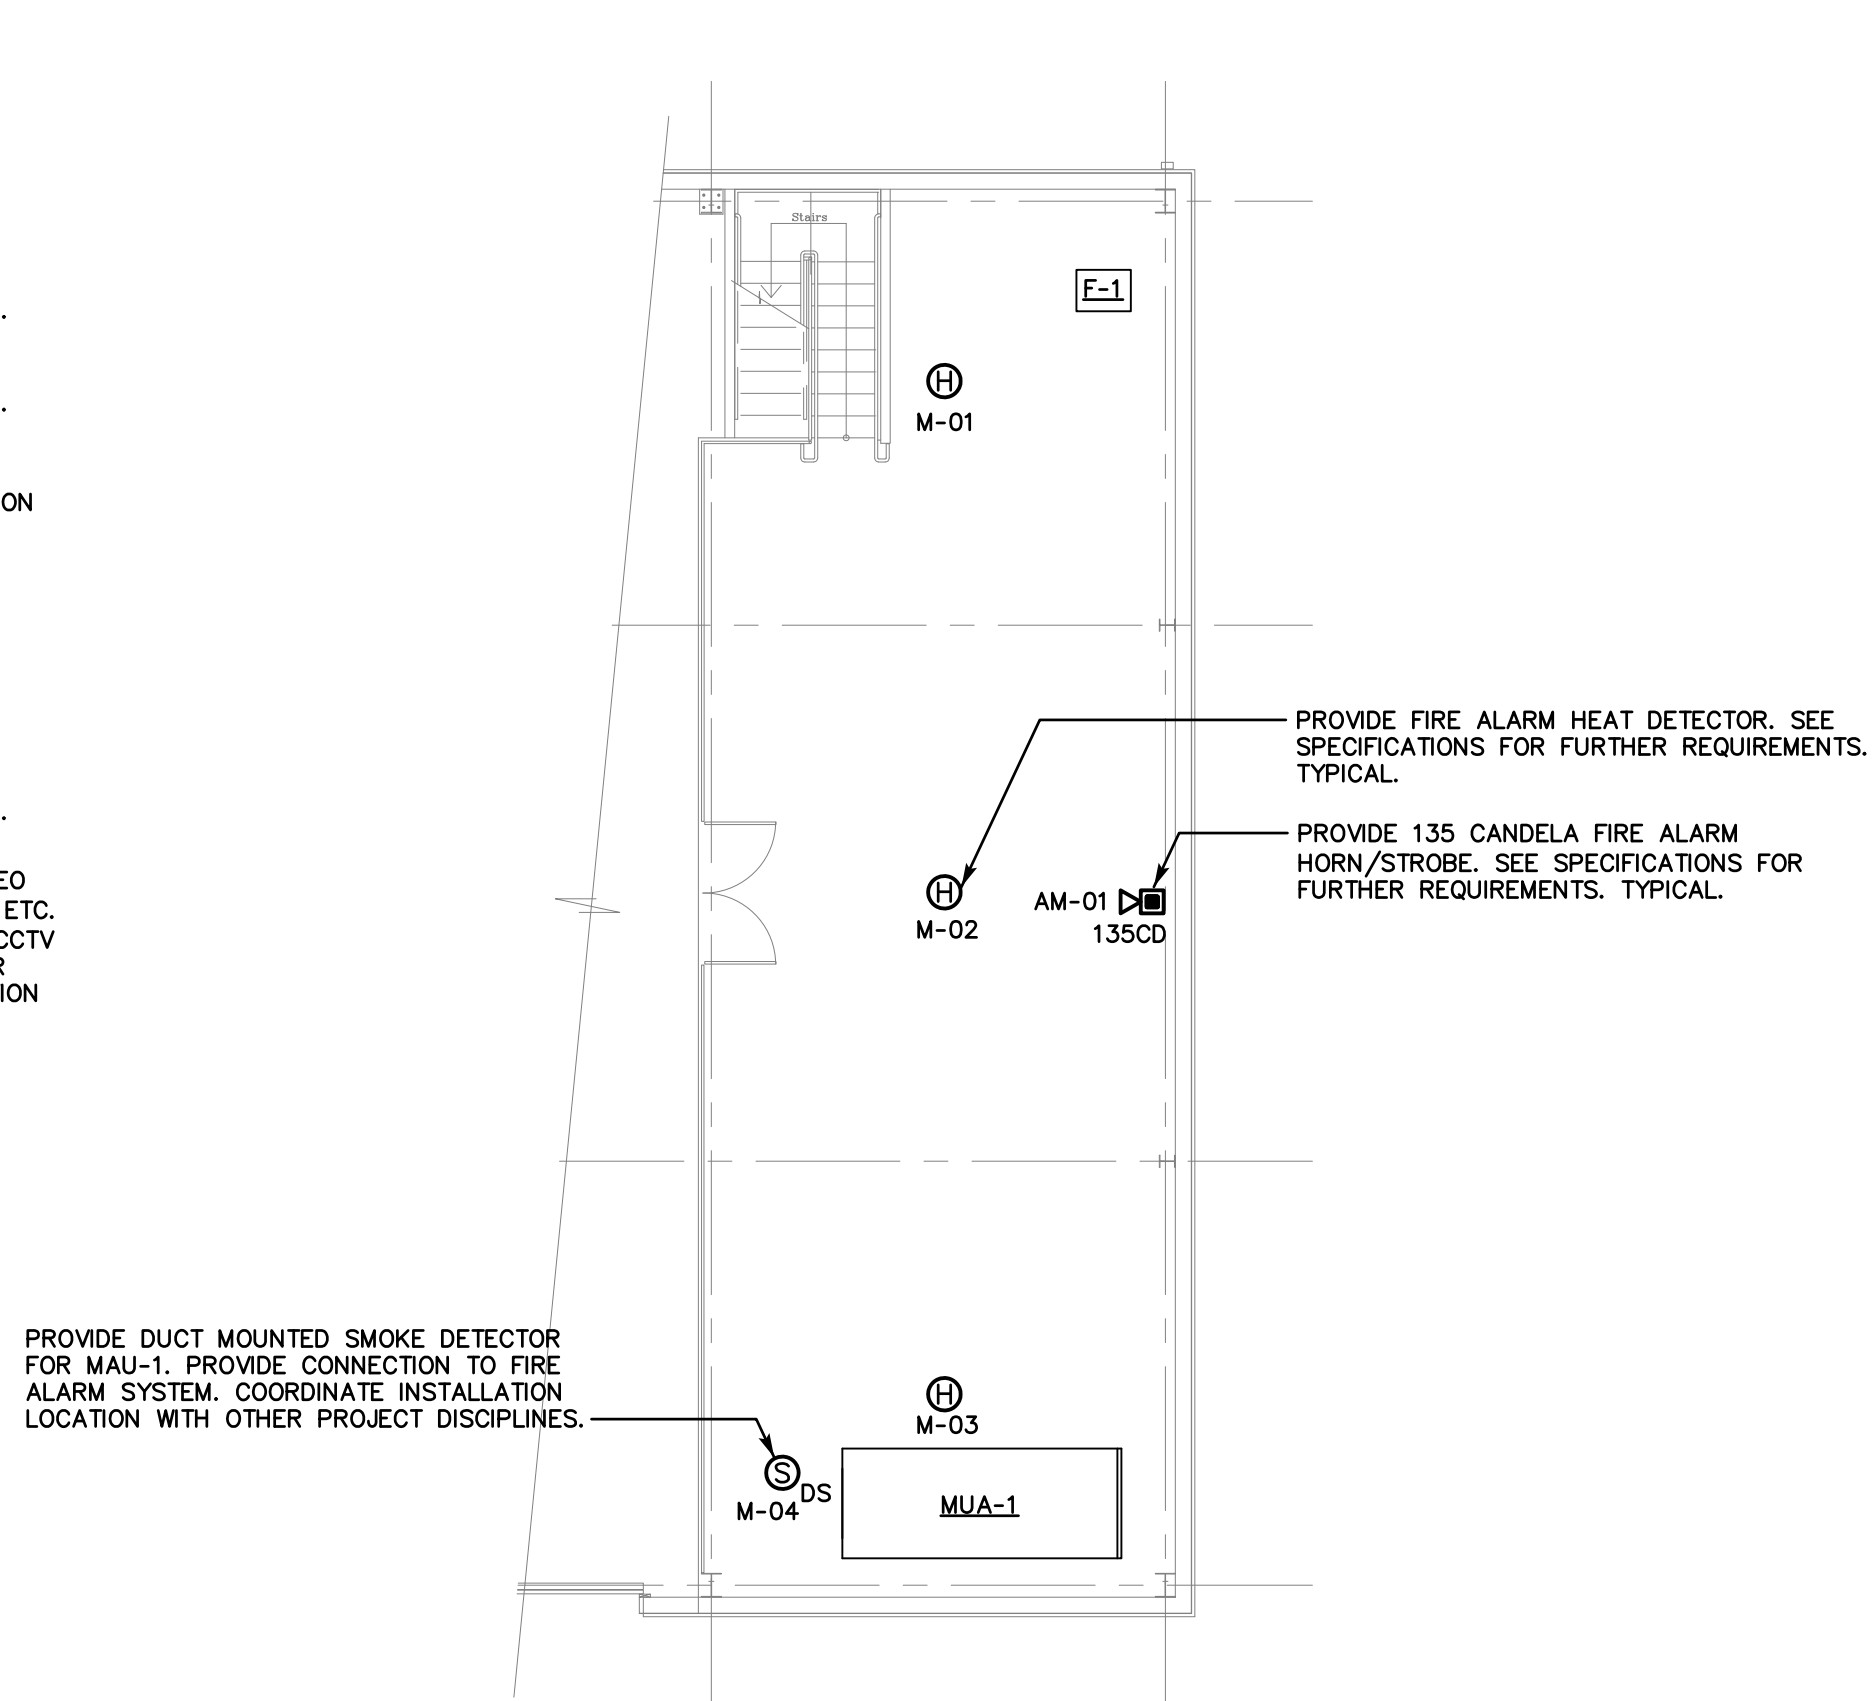 Stairs
F-1
.
H
M-01
.
ON
PROVIDE FIRE ALARM HEAT DETECTOR. SEE
SPECIFICATIONS FOR FURTHER REQUIREMENTS.
TYPICAL.
.
PROVIDE 135 CANDELA FIRE ALARM
HORN/STROBE. SEE SPECIFICATIONS FOR
FURTHER REQUIREMENTS. TYPICAL.
EO
ETC.
CCTV
R
ION
H
M-02
AM-01
135CD
PROVIDE DUCT MOUNTED SMOKE DETECTOR
FOR MAU-1. PROVIDE CONNECTION TO FIRE
ALARM SYSTEM. COORDINATE INSTALLATION
LOCATION WITH OTHER PROJECT DISCIPLINES.
H
M-03
S
DS
M-04
MUA-1